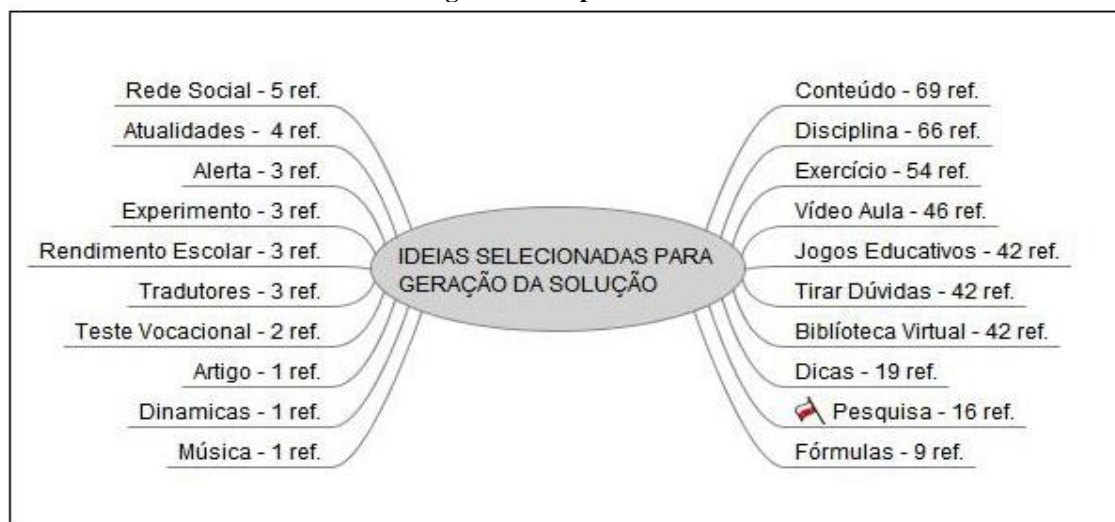 Rede Social - 5 ref.
Atualidades - 4 ref.
Alerta - 3 ref.
Experimento - 3 ref.
Rendimento Escolar - 3 ref.
Tradutores - 3 ref.
Teste Vocacional - 2 ref.
Artigo - 1 ref.
Dinamicas - 1 ref.
Música - 1 ref.
IDEIAS SELECIONADAS PARA
GERAÇÃO DA SOLUÇÃO
Conteúdo - 69 ref.
Disciplina - 66 ref.
Exercício - 54 ref.
Vídeo Aula - 46 ref.
Jogos Educativos - 42 ref.
Tirar Dúvidas - 42 ref.
Biblíoteca Virtual - 42 ref.
Dicas - 19 ref.
Pesquisa - 16 ref.
Fórmulas - 9 ref.